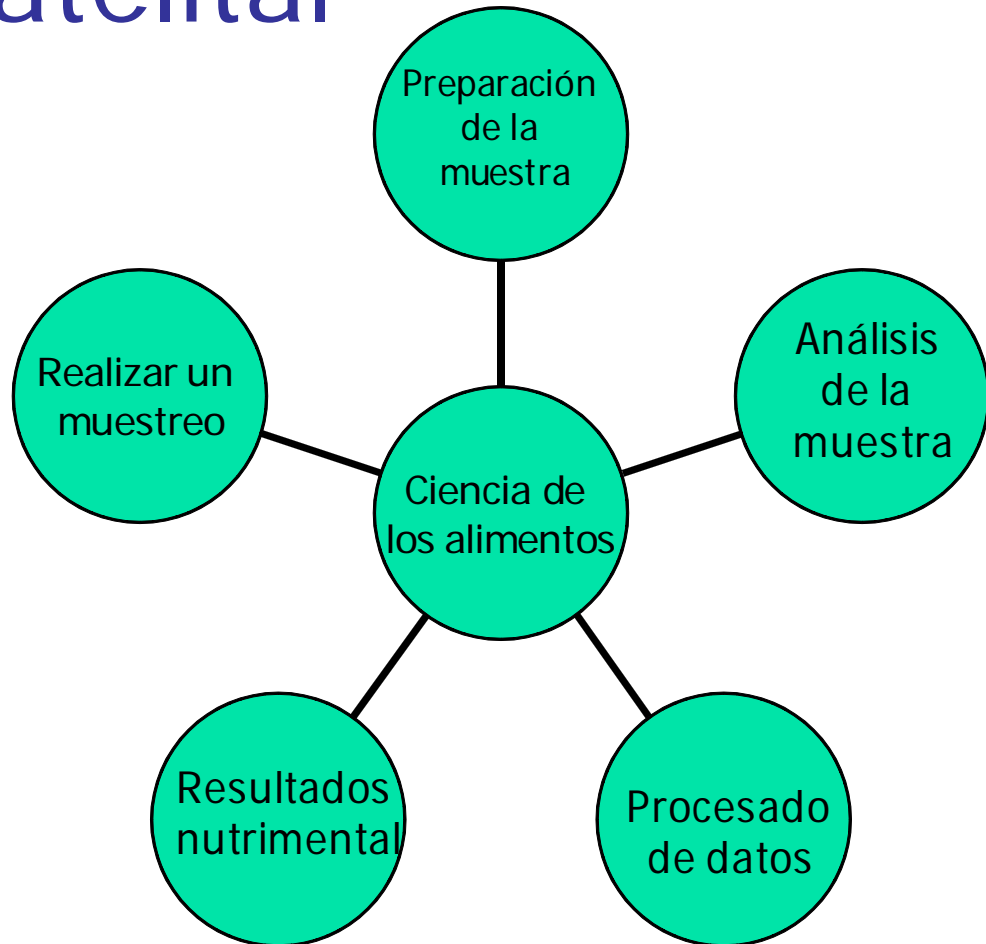 Preparación
de la
muestra
Realizar un
muestreo
Análisis
de la
muestra
Ciencia de
los alimentos
Resultados
nutrimental
Procesado
de datos